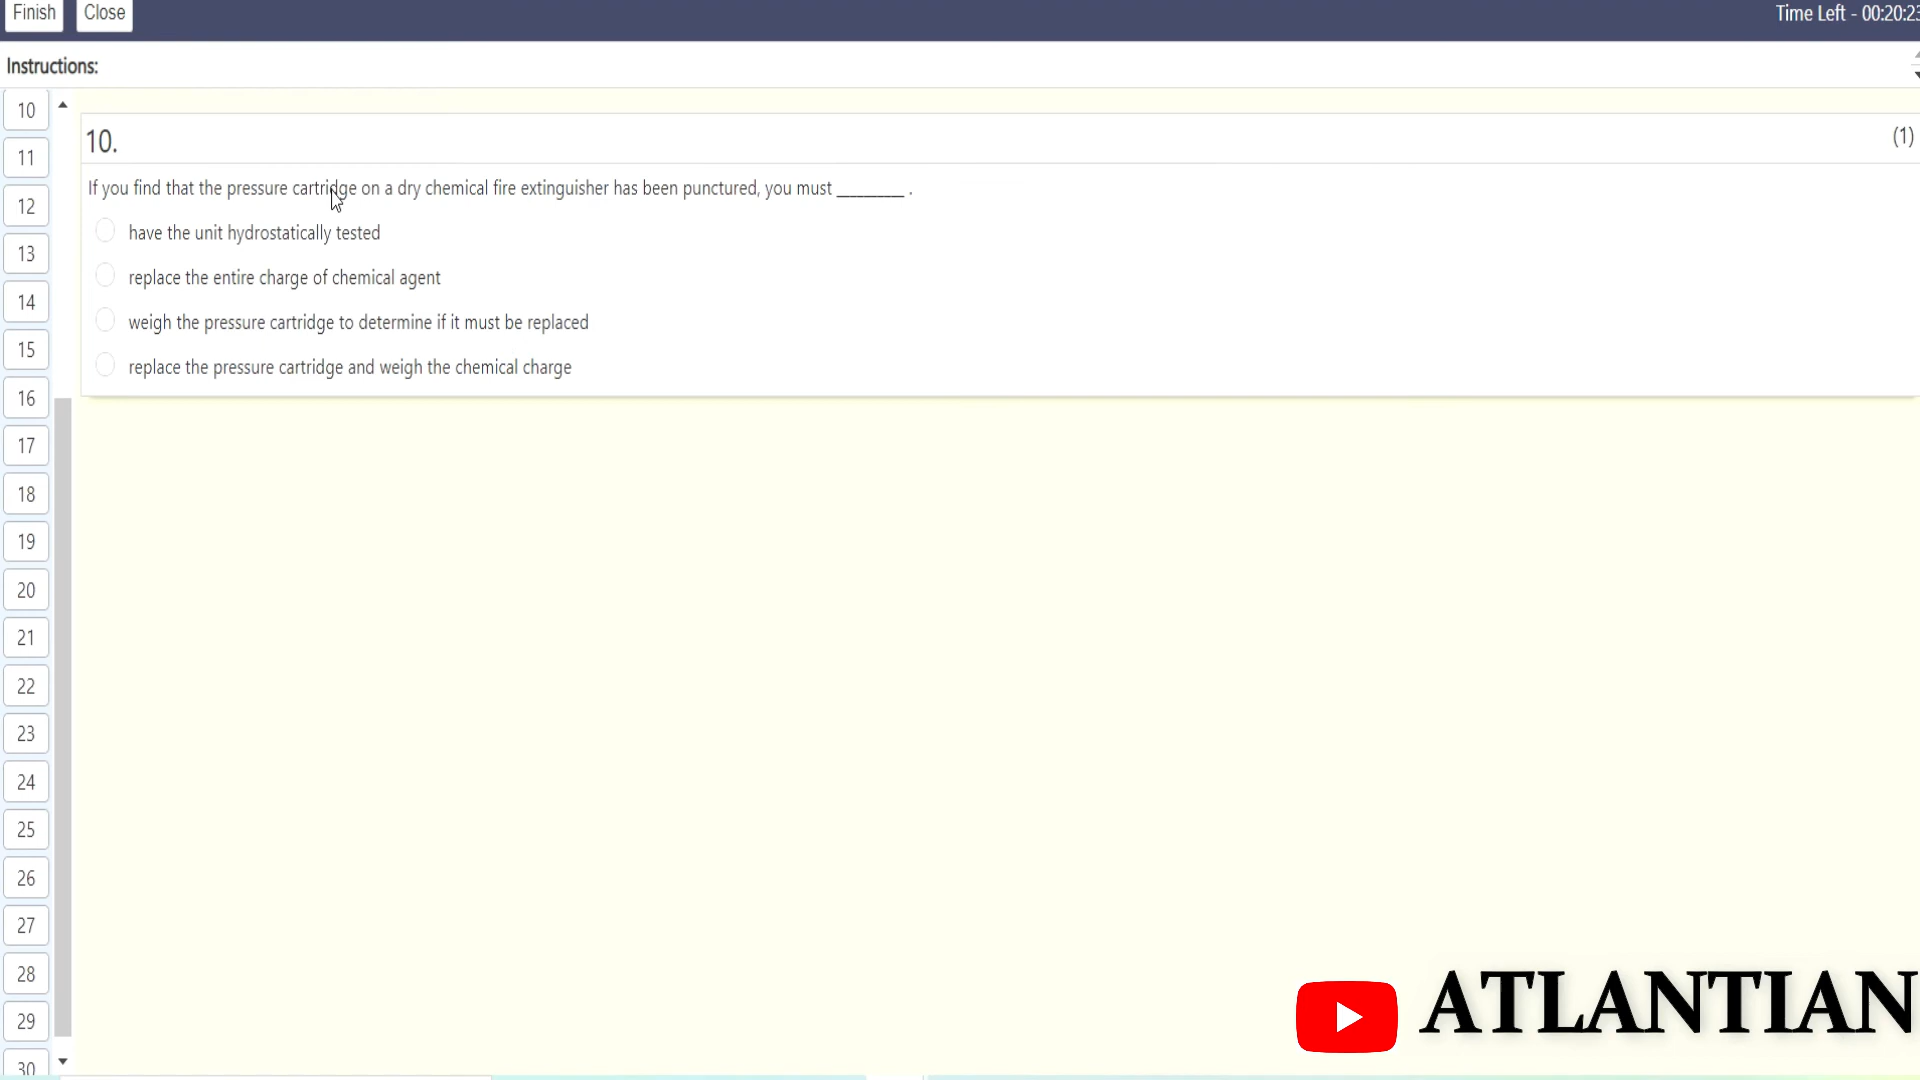 Finish Close Time Left - 00:20:23
Instructions:
10
10. (1)
11
If you find that the pressure cartridge on a dry chemical fire extinguisher has been punctured, you must _________ .
12
have the unit hydrostatically tested
13
replace the entire charge of chemical agent
14
weigh the pressure cartridge to determine if it must be replaced
15
replace the pressure cartridge and weigh the chemical charge
16
17
18
19
20
21
22
23
24
25
26
27
28
29
30
ATLANTIAN